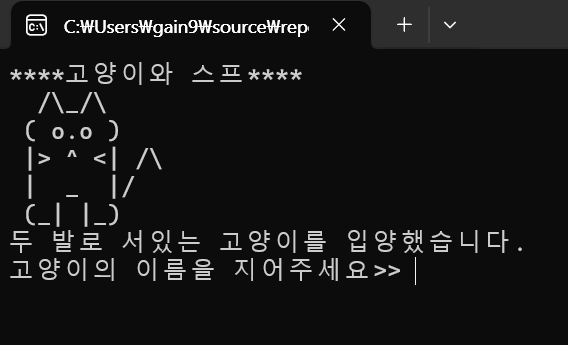 C:₩Users₩gain9₩source₩repo
****고양이와 스프****
  /\_/\
 ( o.o )
 |> ^ <| /\
 |  _  |/
 (_| |_)
두 발로 서있는 고양이를 입양했습니다.
고양이의 이름을 지어주세요>>